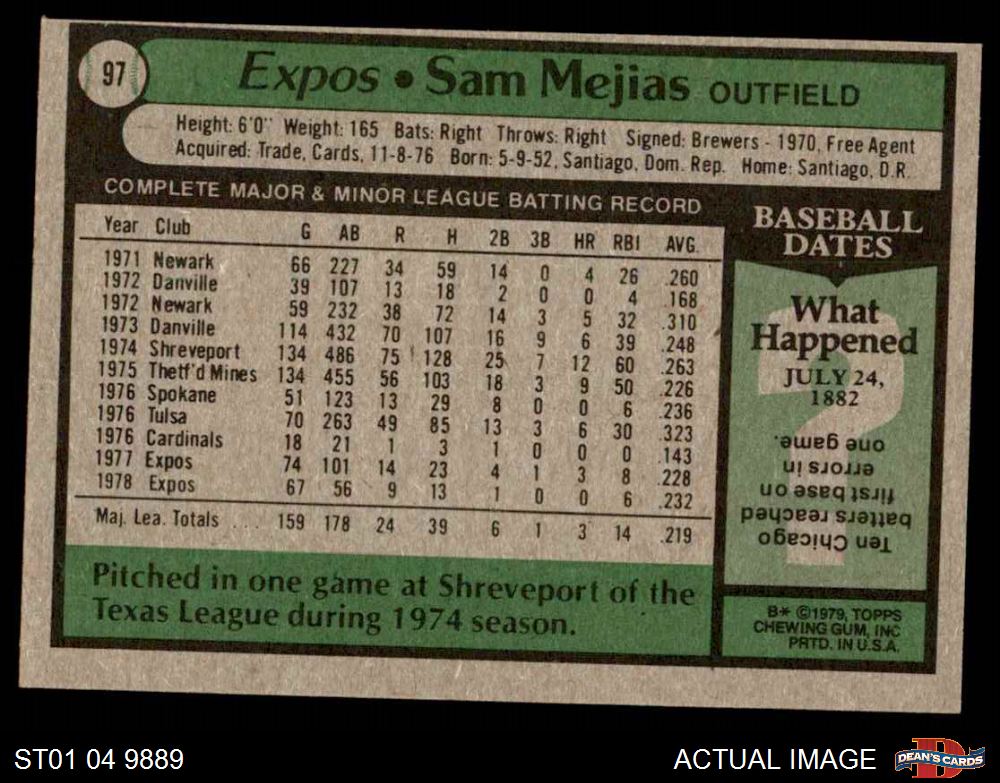 97
Expos • Sam Mejias OUTFIELD
Height: 6'0" Weight: 165 Bats: Right Throws: Right Signed: Brewers - 1970, Free Agent
Acquired: Trade, Cards, 11-8-76 Born: 5-9-52, Santiago, Dom. Rep. Home: Santiago, D.R.
COMPLETE MAJOR & MINOR LEAGUE BATTING RECORD
Year Club G AB R H 2B 3B HR RBI AVG.
1971 Newark 66 227 34 59 14 0 4 26 .260
1972 Danville 39 107 13 18 2 0 0 4 .168
1972 Newark 59 232 38 72 14 3 5 32 .310
1973 Danville 114 432 70 107 16 9 6 39 .248
1974 Shreveport 134 486 75 128 25 7 12 60 .263
1975 Thetf'd Mines 134 455 56 103 18 3 9 50 .226
1976 Spokane 51 123 13 29 8 0 0 6 .236
1976 Tulsa 70 263 49 85 13 3 6 30 .323
1976 Cardinals 18 21 1 3 1 0 0 0 .143
1977 Expos 74 101 14 23 4 1 3 8 .228
1978 Expos 67 56 9 13 1 0 0 6 .232
Maj. Lea. Totals . . . 159 178 24 39 6 1 3 14 .219
Pitched in one game at Shreveport of the
Texas League during 1974 season.
BASEBALL
DATES
What
Happened
JULY 24,
1882
Ten Chicago
batters reached
first base on
errors in
one game.
B* ©1979, TOPPS
CHEWING GUM, INC
PRTD. IN U.S.A.
ST01 04 9889
ACTUAL IMAGE
D
DEAN'S CARDS